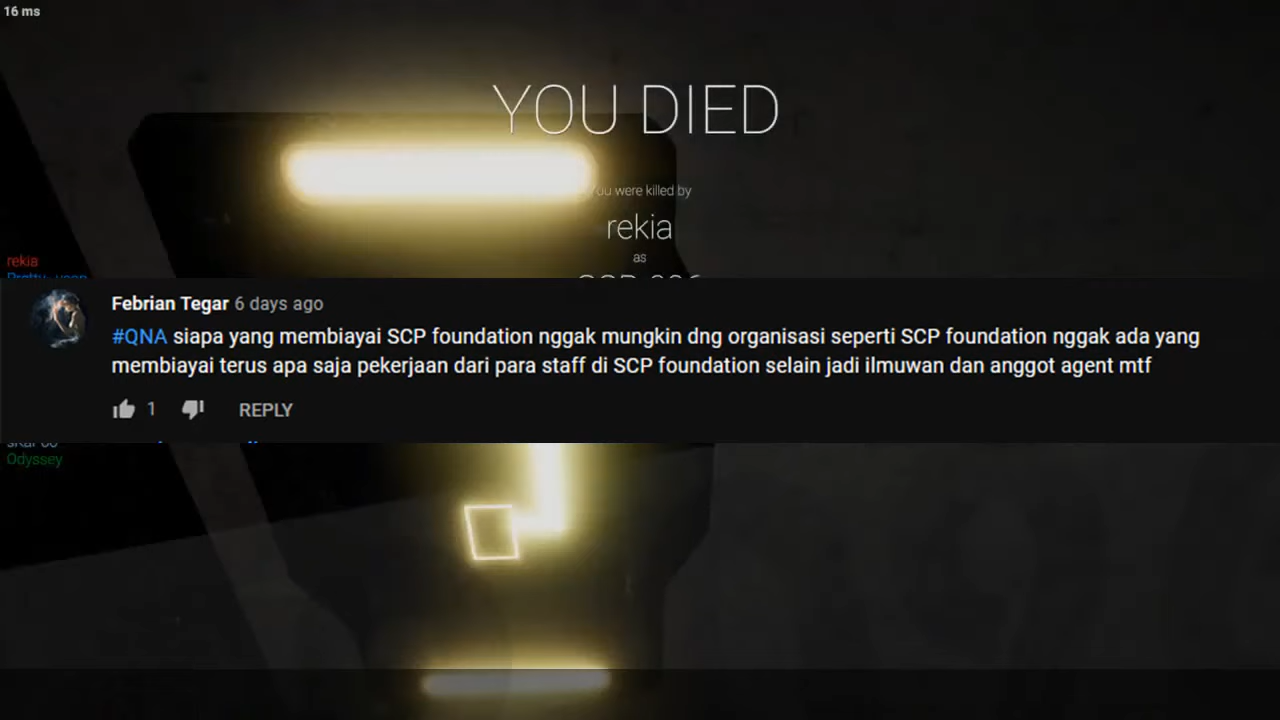 16 ms
YOU DIED
You were killed by
rekia
as
rekia
Febrian Tegar 6 days ago
#QNA siapa yang membiayai SCP foundation nggak mungkin dng organisasi seperti SCP foundation nggak ada yang
membiayai terus apa saja pekerjaan dari para staff di SCP foundation selain jadi ilmuwan dan anggot agent mtf
1
REPLY
Odyssey